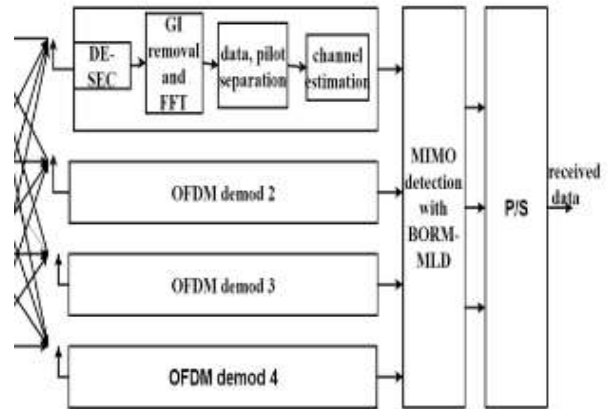 DE-
SEC
GI
removal
and
FFT
data, pilot
separation
channel
estimation
OFDM demod 2
OFDM demod 3
OFDM demod 4
MIMO
detection
with
BORM-
MLD
P/S
received
data